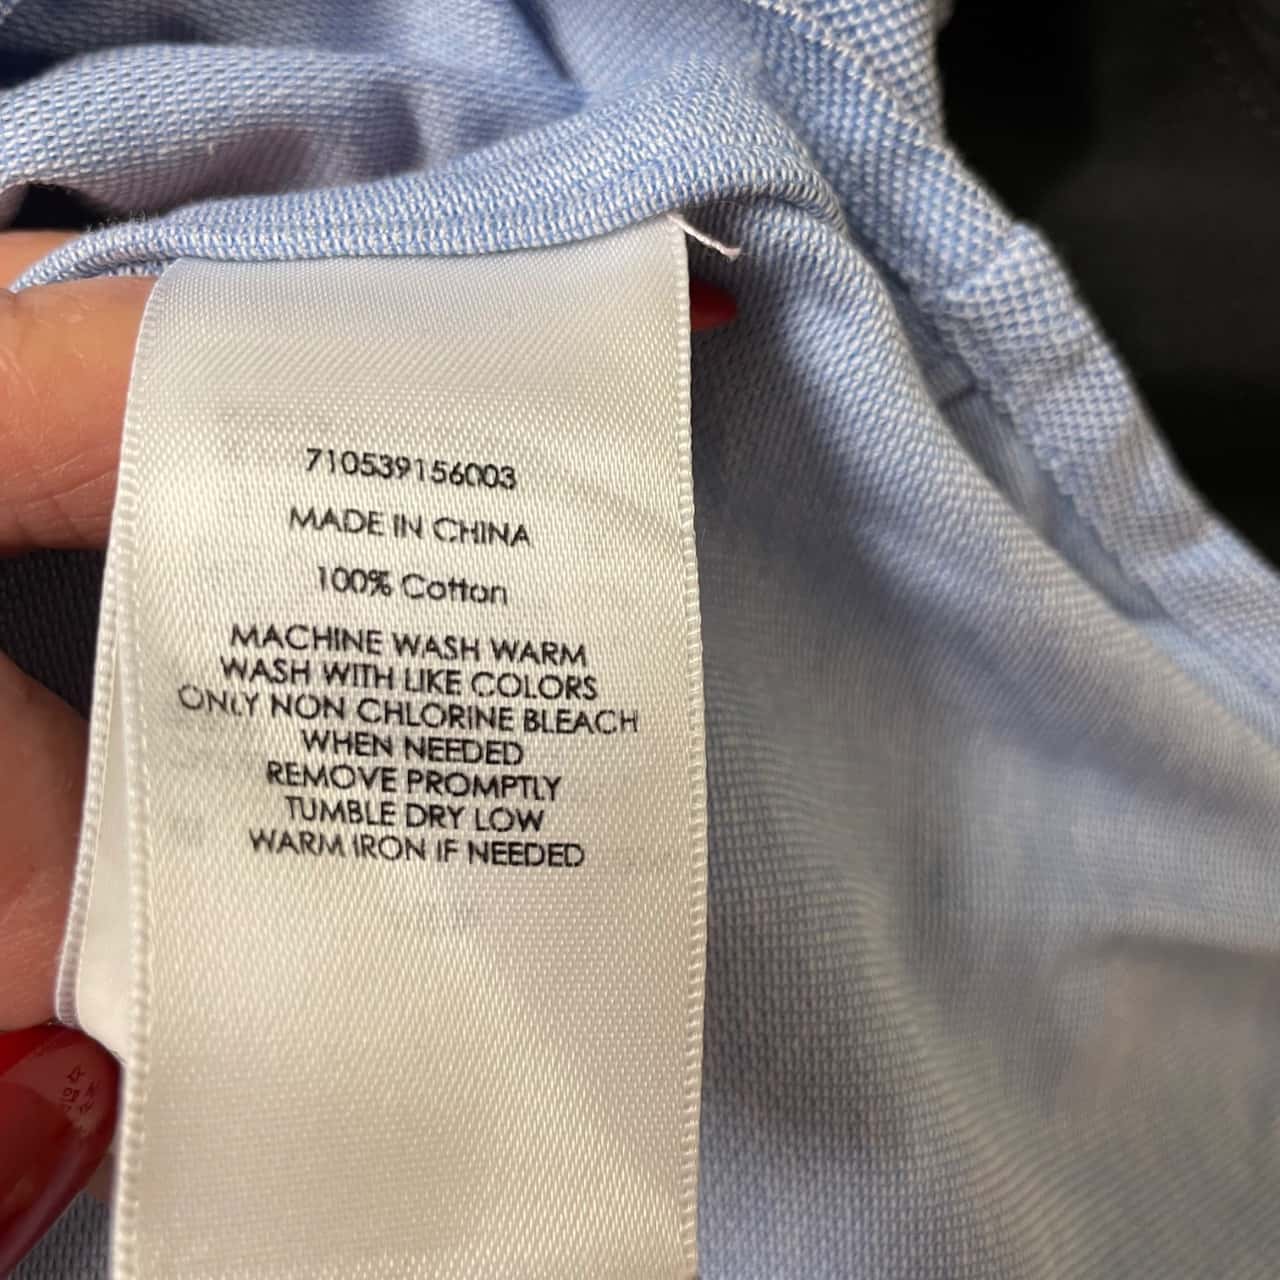 710539156003
MADE IN CHINA
100% Cotton
MACHINE WASH WARM
WASH WITH LIKE COLORS
ONLY NON CHLORINE BLEACH
WHEN NEEDED
REMOVE PROMPTLY
TUMBLE DRY LOW
WARM IRON IF NEEDED